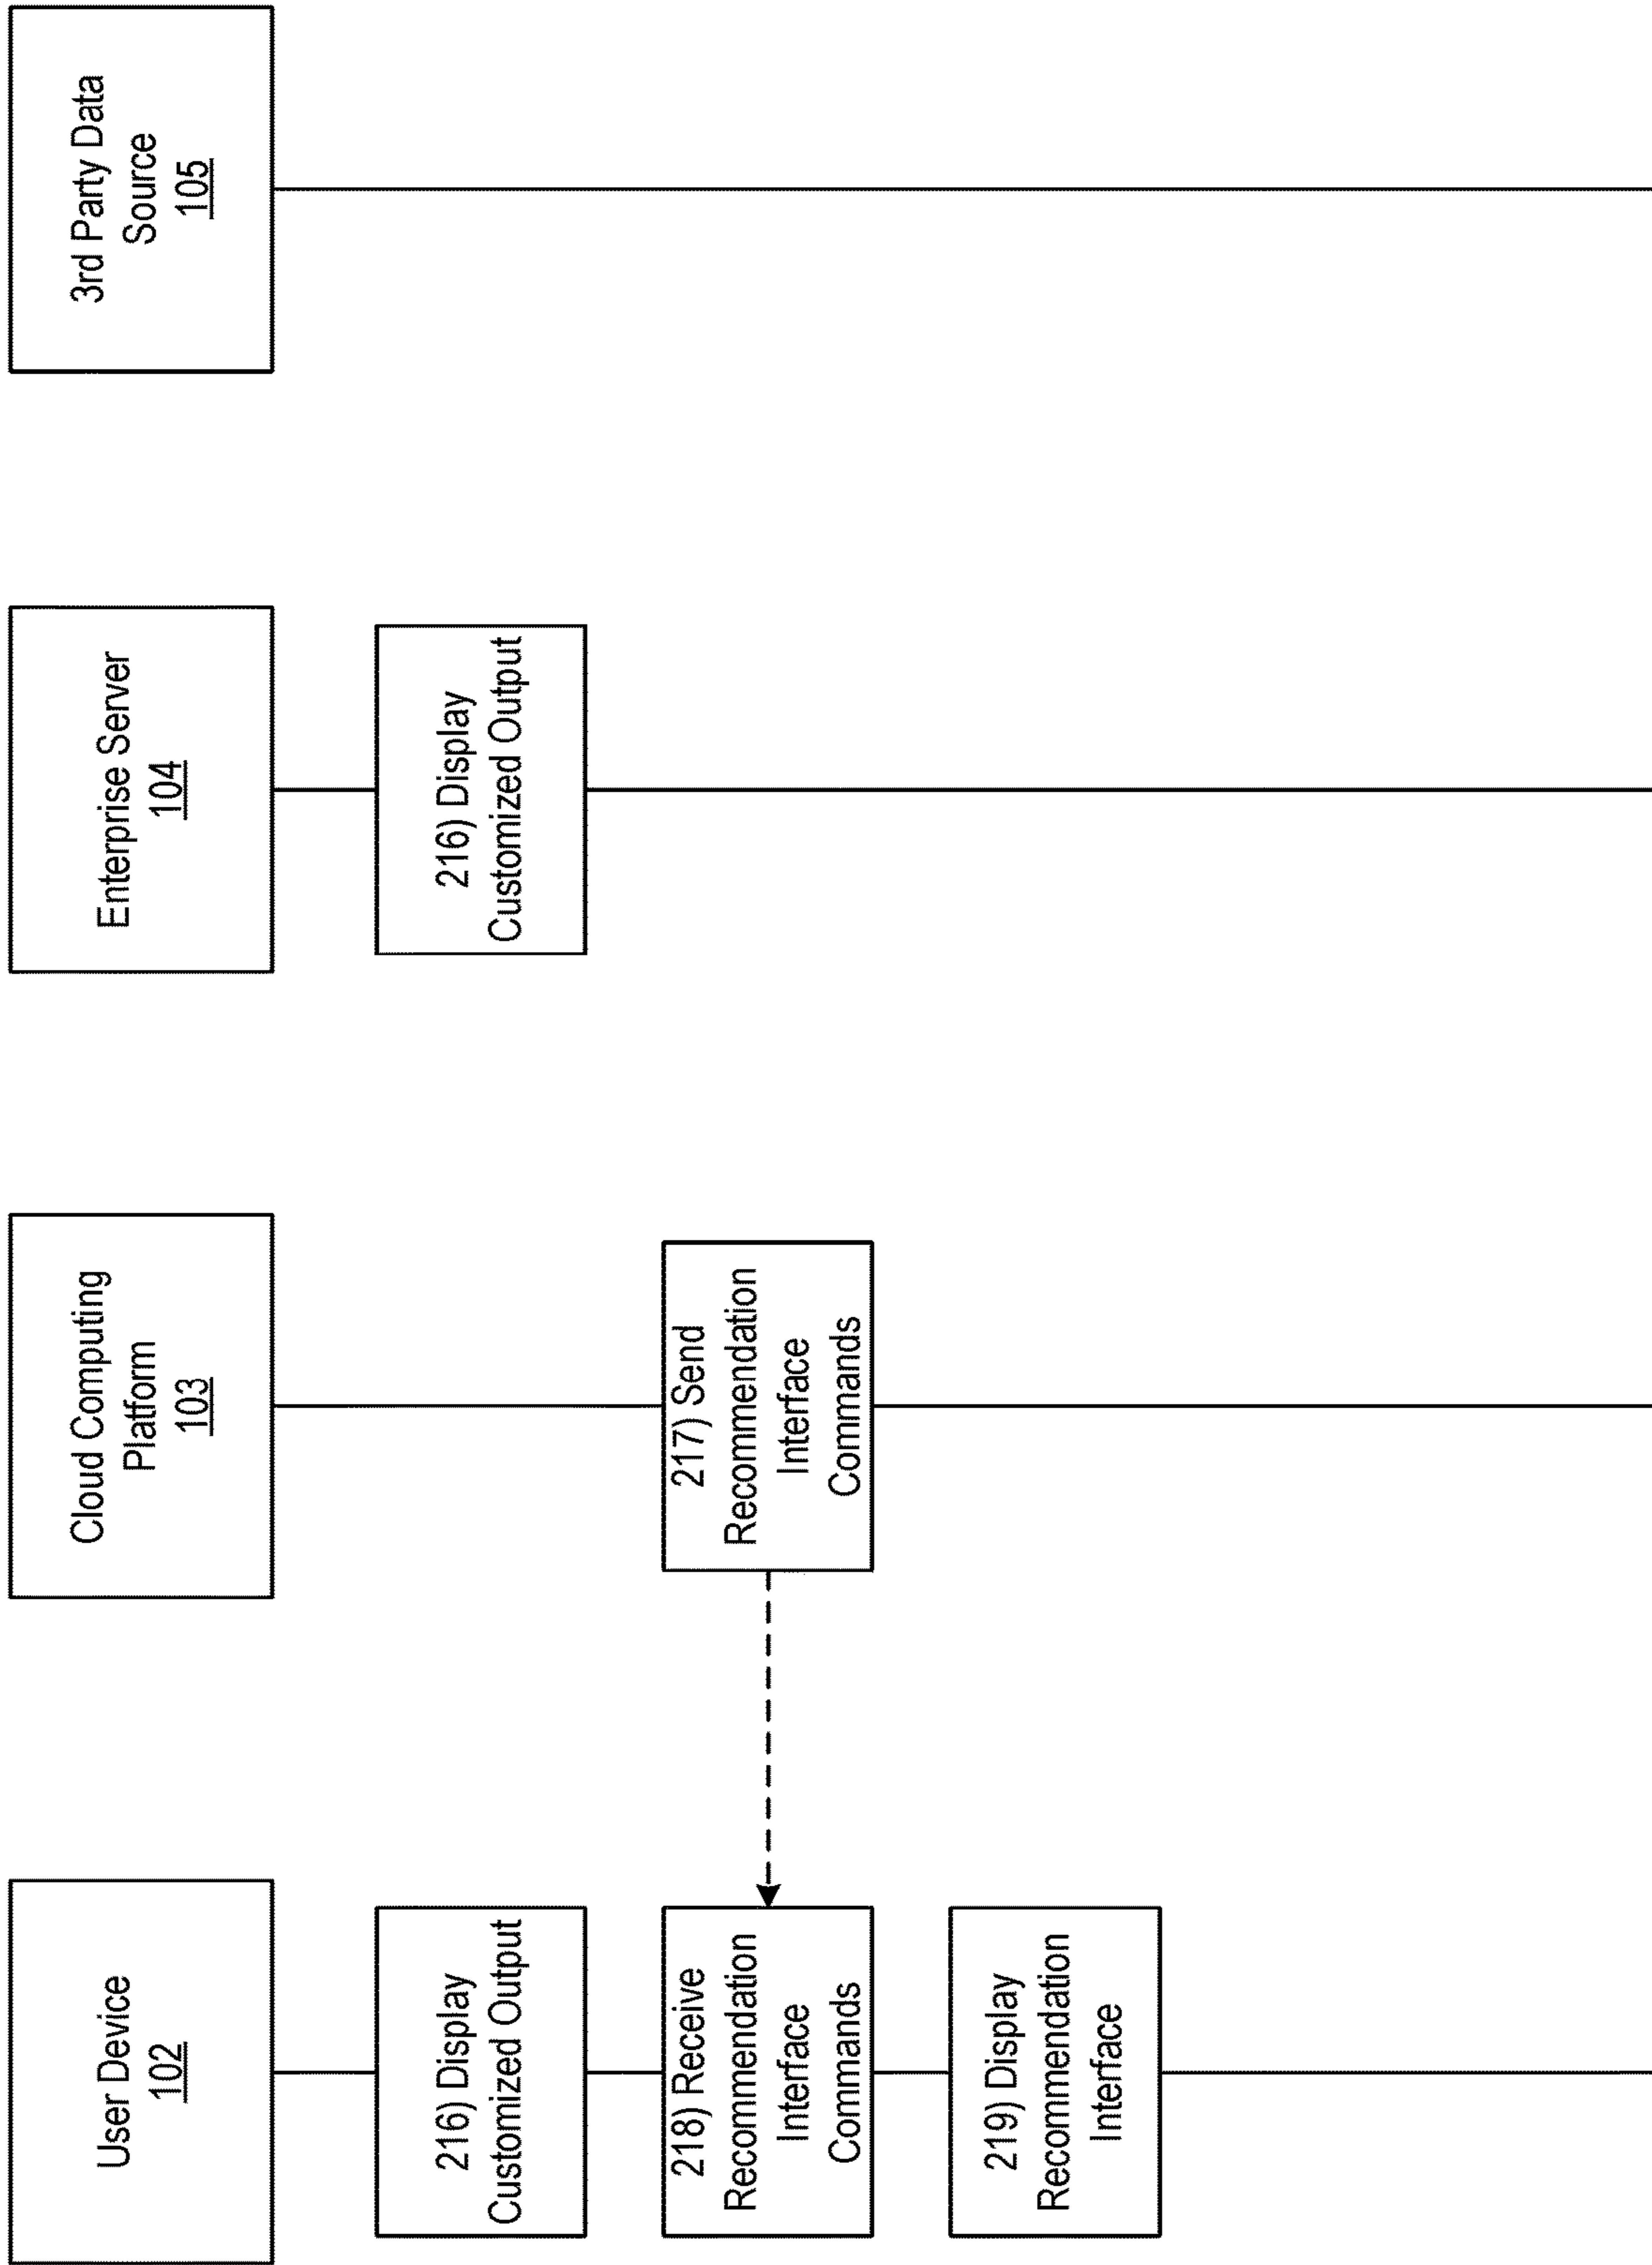 User Device
102
Cloud Computing
Platform
103
Enterprise Server
104
3rd Party Data
Source
105
216) Display
Customized Output
216) Display
Customized Output
218) Receive
Recommendation
Interface
Commands
217) Send
Recommendation
Interface
Commands
219) Display
Recommendation
Interface